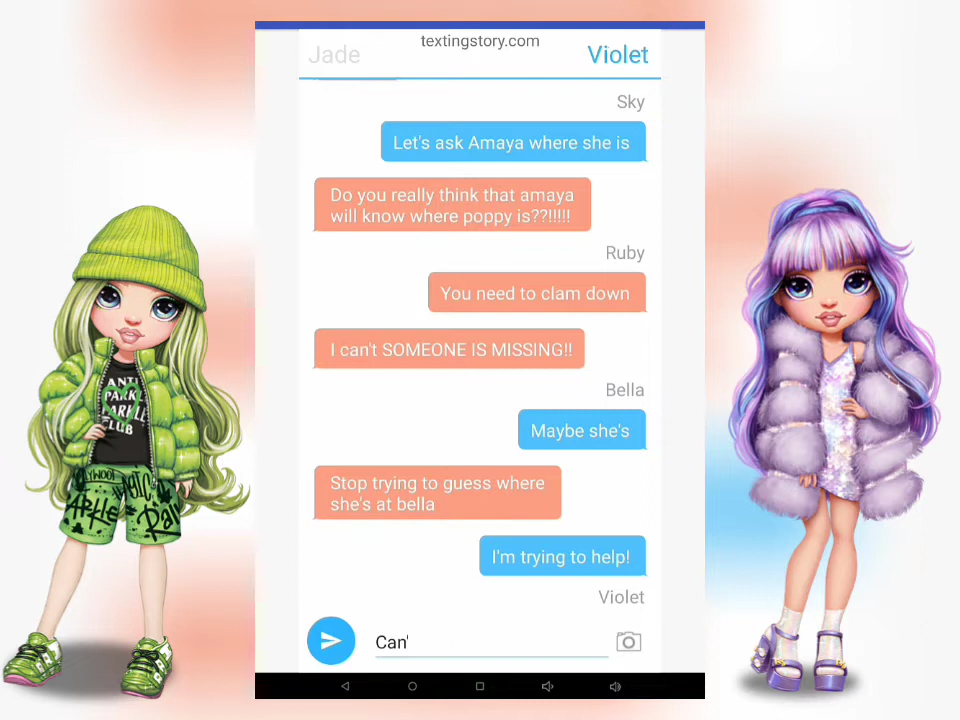 textingstory.com
Jade
Violet
Sky
Let's ask Amaya where she is
Do you really think that amaya
will know where poppy is??!!!!!
Ruby
You need to clam down
I can't SOMEONE IS MISSING!!
Bella
Maybe she's
Stop trying to guess where
she's at bella
I'm trying to help!
Violet
Can'
ANTI
CLUB